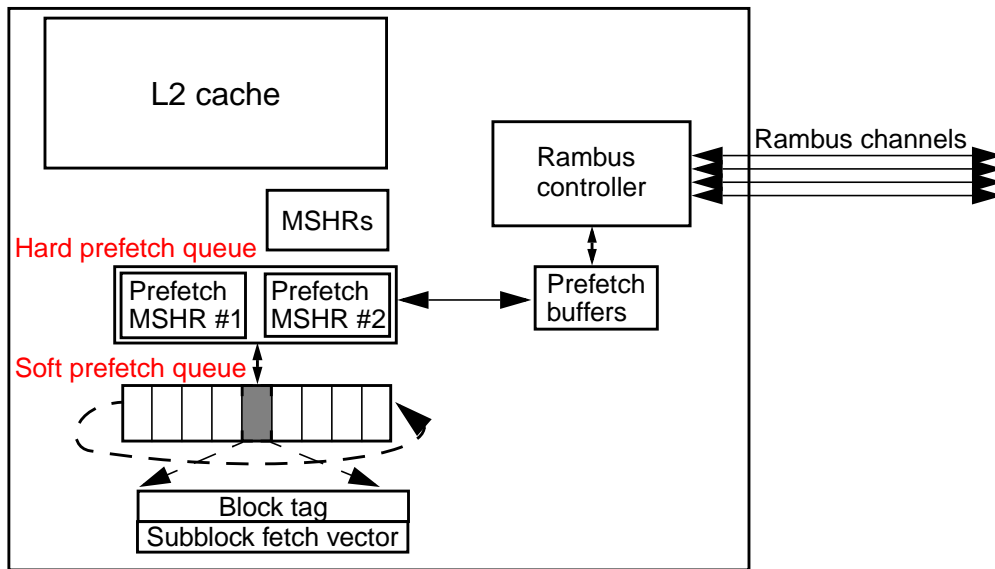 L2 cache
Rambus channels
Rambus
controller
MSHRs
Hard prefetch queue
Prefetch
MSHR #1
Prefetch
MSHR #2
Prefetch
buffers
Soft prefetch queue
Block tag
Subblock fetch vector